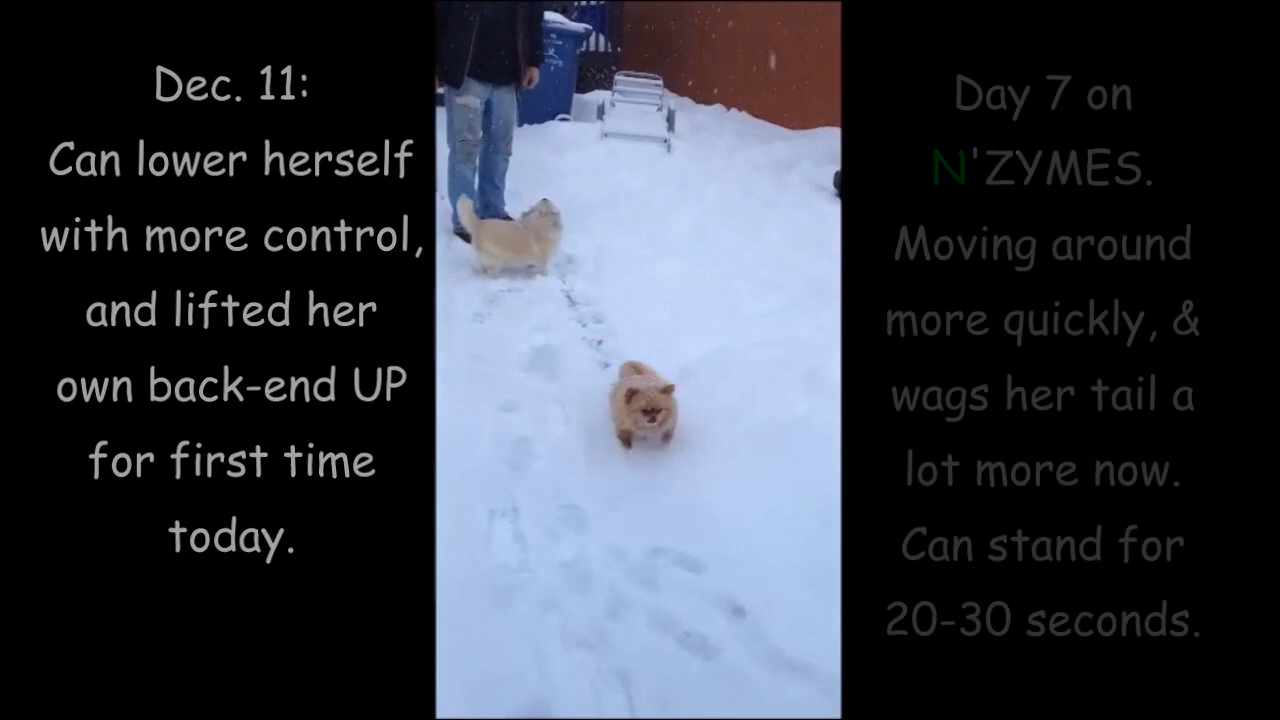 Dec. 11:
Can lower herself
with more control,
and lifted her
own back-end UP
for first time
today.
Day 7 on
N'ZYMES.
Moving around
more quickly, &
wags her tail a
lot more now.
Can stand for
20-30 seconds.